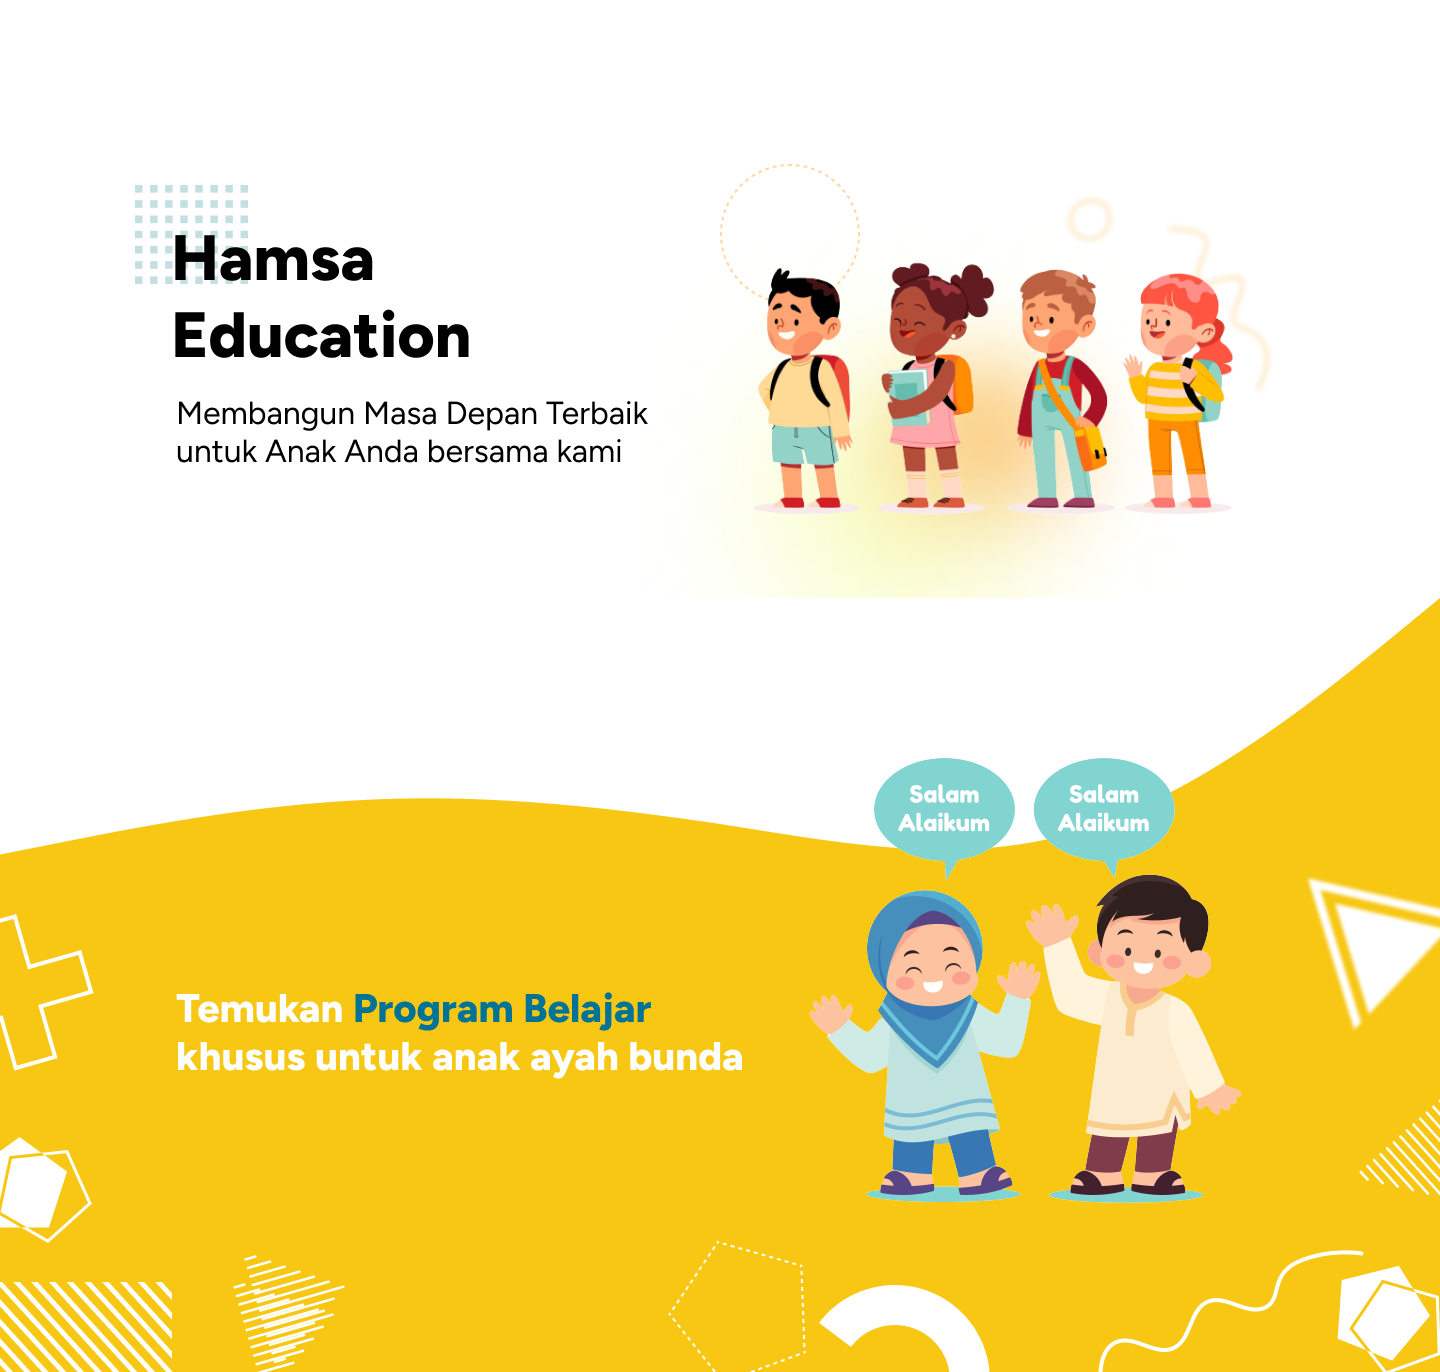 Hamsa
Education
Membangun Masa Depan Terbaik
untuk Anak Anda bersama kami
Salam
Alaikum
Salam
Alaikum
Temukan Program Belajar
khusus untuk anak ayah bunda